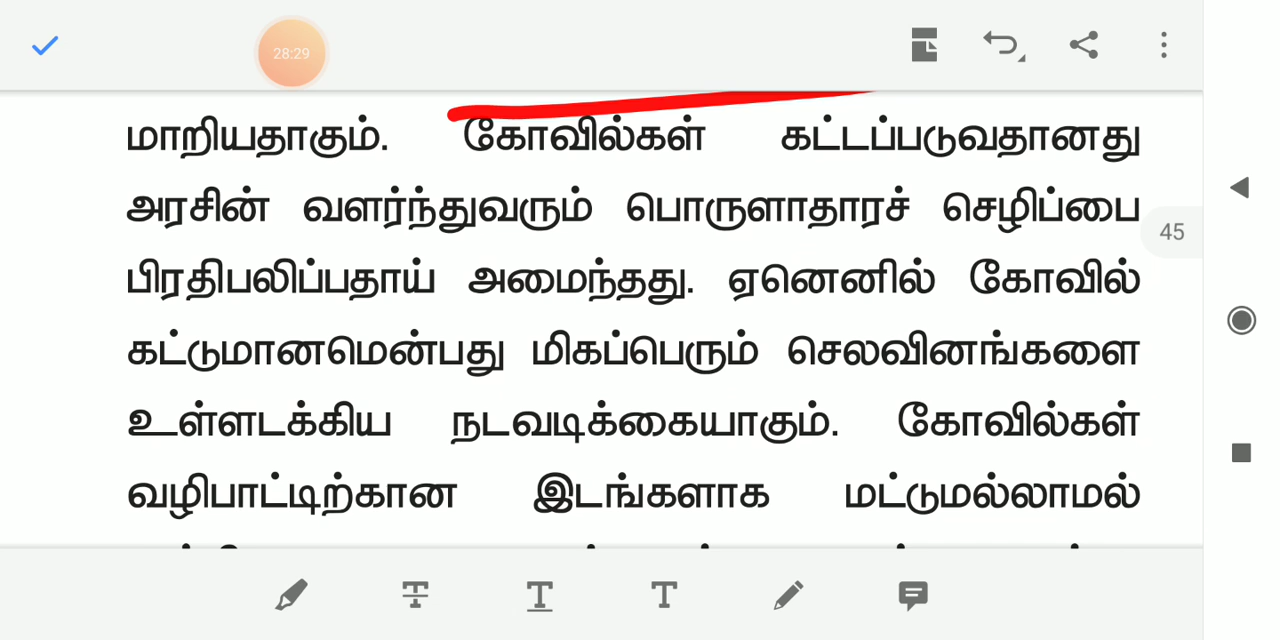 28:29
மாறியதாகும். கோவில்கள் கட்டப்படுவதானது
அரசின் வளர்ந்துவரும் பொருளாதாரச் செழிப்பை
45
பிரதிபலிப்பதாய் அமைந்தது. ஏனெனில் கோவில்
கட்டுமானமென்பது மிகப்பெரும் செலவினங்களை
உள்ளடக்கிய நடவடிக்கையாகும். கோவில்கள்
வழிபாட்டிற்கான இடங்களாக மட்டுமல்லாமல்